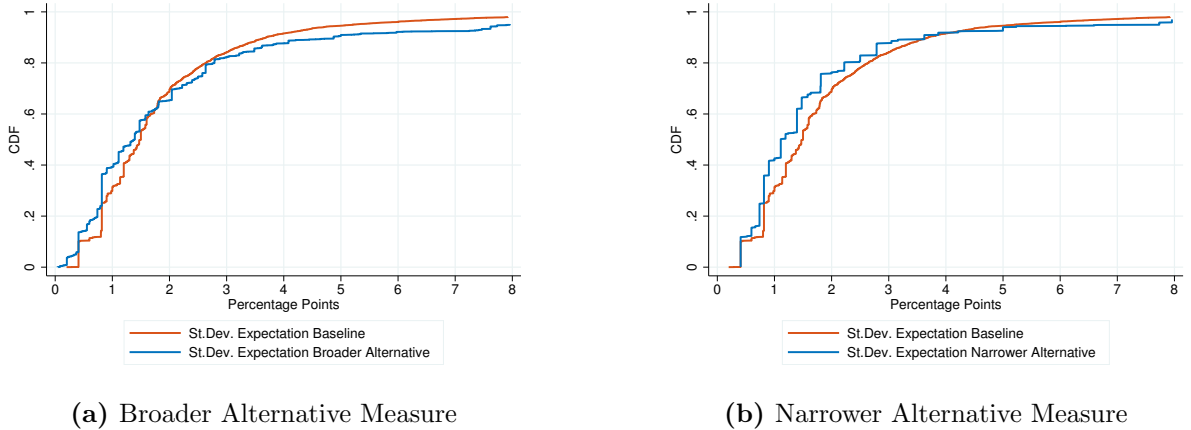 1
.8
.6
.4
.2
0
CDF
0 1 2 3 4 5 6 7 8
Percentage Points
St.Dev. Expectation Baseline
St.Dev. Expectation Broader Alternative
(a) Broader Alternative Measure
1
.8
.6
.4
.2
0
CDF
0 1 2 3 4 5 6 7 8
Percentage Points
St.Dev. Expectation Baseline
St.Dev. Expectation Narrower Alternative
(b) Narrower Alternative Measure